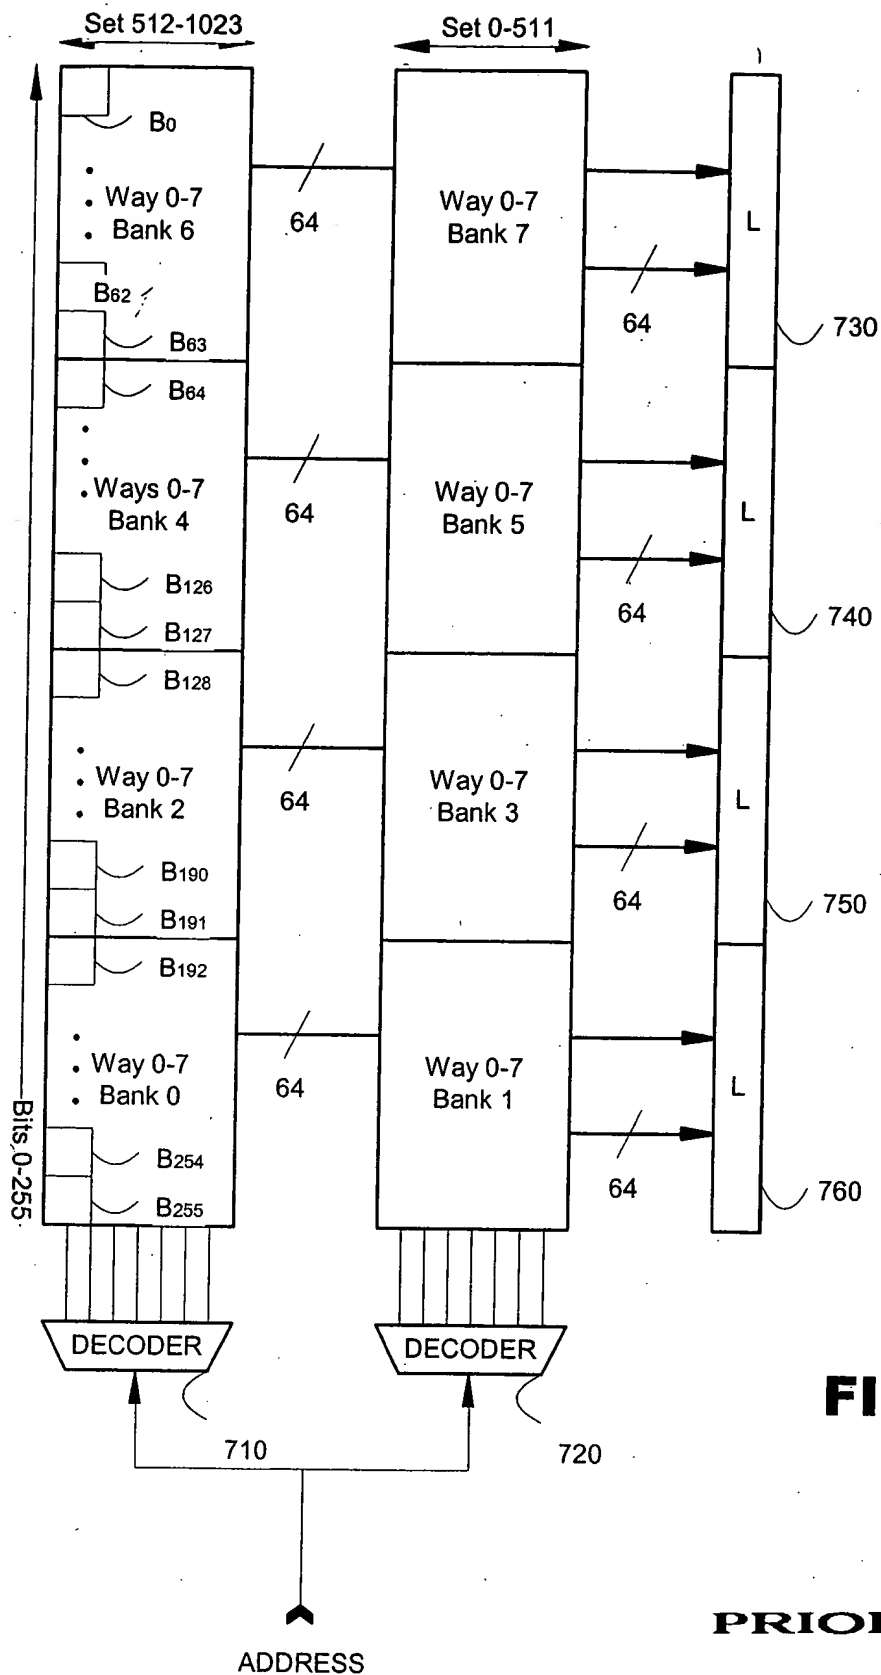 Set 512-1023
Set 0-511
B0
Way 0-7
Bank 6
64
Way 0-7
Bank 7
64
L
730
B62
B63
B64
Ways 0-7
Bank 4
64
Way 0-7
Bank 5
64
L
740
B126
B127
B128
Way 0-7
Bank 2
64
Way 0-7
Bank 3
64
L
750
B190
B191
B192
Way 0-7
Bank 0
64
Way 0-7
Bank 1
64
L
760
B254
B255
Bits 0-255
DECODER
DECODER
710
720
FI
PRIOR
ADDRESS